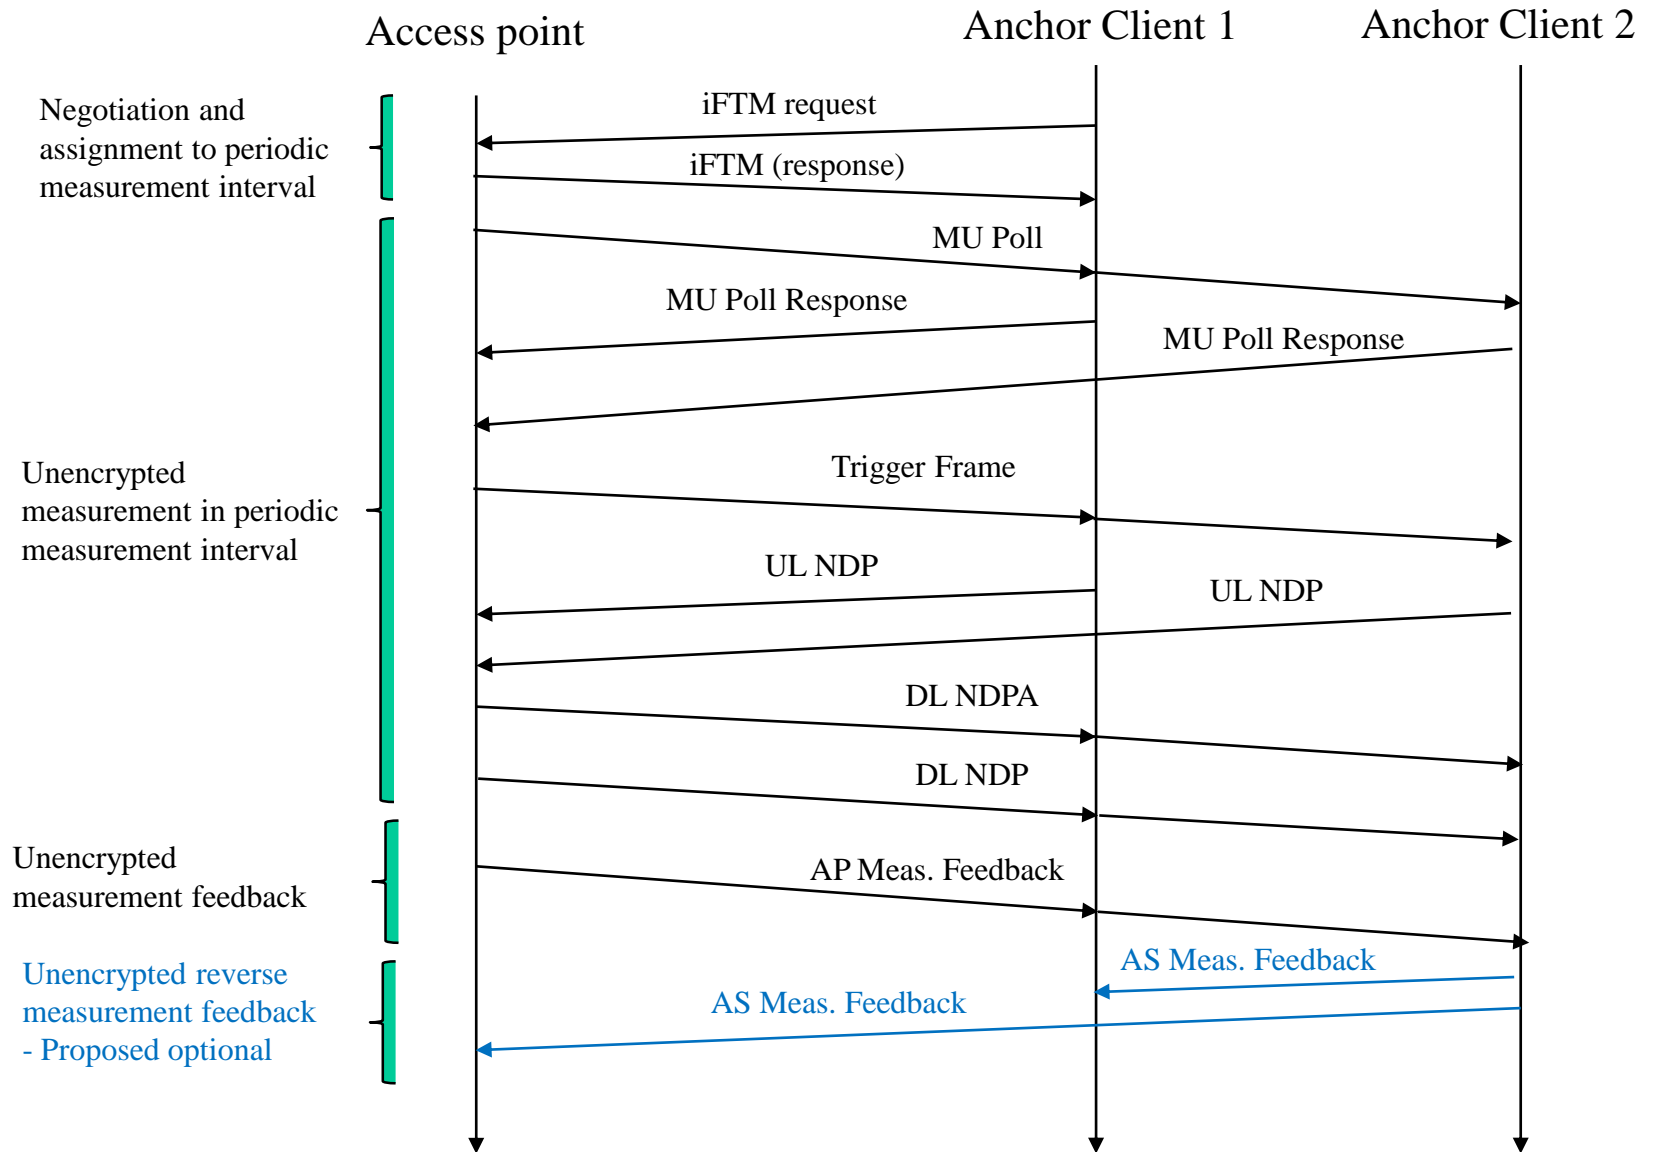 Access point
Anchor Client 1
Anchor Client 2
Negotiation and
assignment to periodic
measurement interval
iFTM request
iFTM (response)
MU Poll
MU Poll Response
MU Poll Response
Unencrypted
measurement in periodic
measurement interval
Trigger Frame
UL NDP
UL NDP
DL NDPA
DL NDP
Unencrypted
measurement feedback
AP Meas. Feedback
Unencrypted reverse
measurement feedback
- Proposed optional
AS Meas. Feedback
AS Meas. Feedback